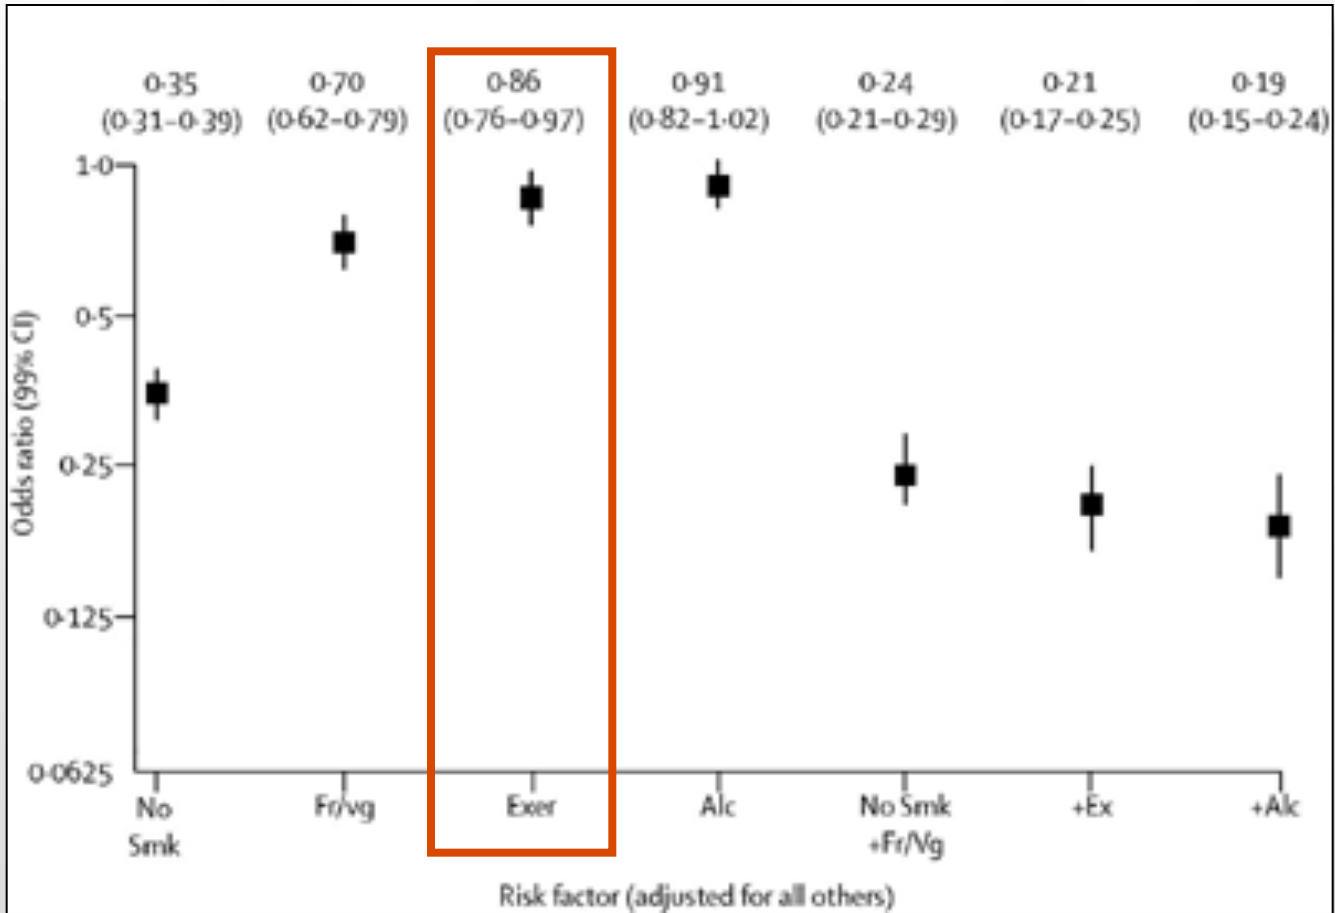 0·35 0·70 0·86 0·91 0·24 0·21 0·19
(0·31–0·39) (0·62–0·79) (0·76–0·97) (0·82–1·02) (0·21–0·29) (0·17–0·25) (0·15–0·24)
1·0
0·5
0·25
0·125
0·0625
Odds ratio (99% CI)
No Fr/vg Exer Alc No Smk +Ex +Alc
Smk +Fr/Vg
Risk factor (adjusted for all others)